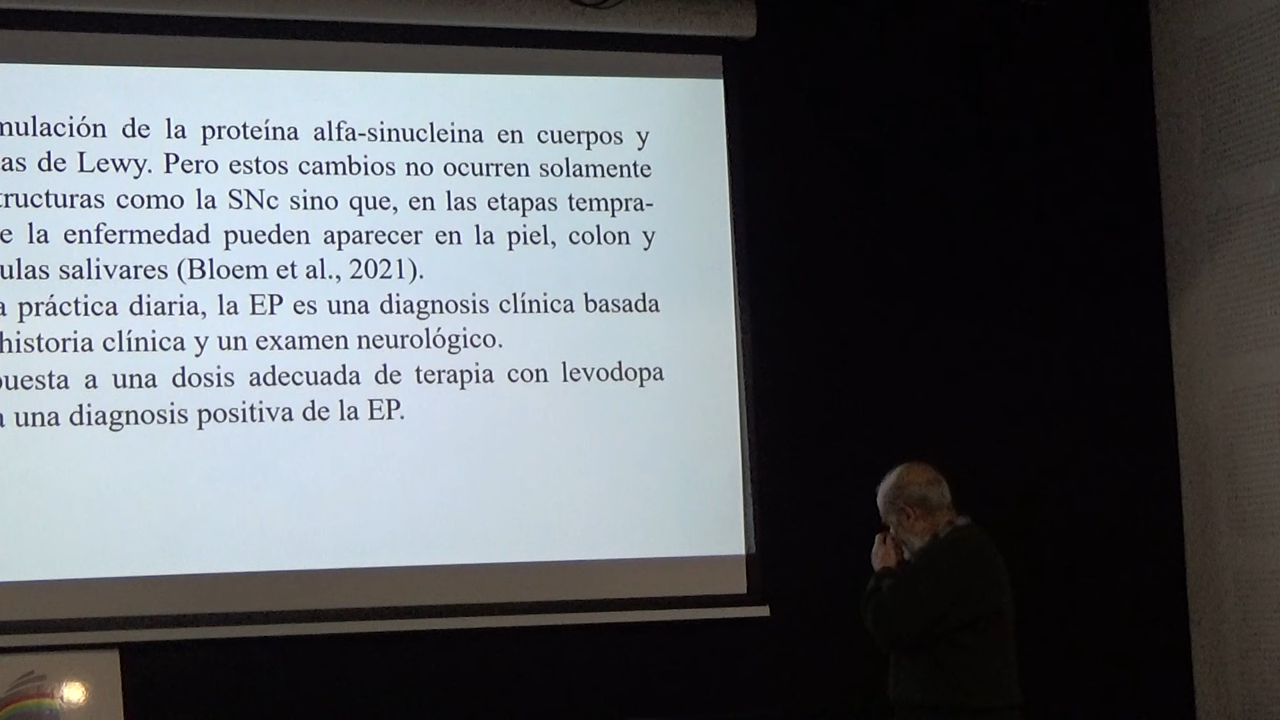 mulación de la proteína alfa-sinucleina en cuerpos y
as de Lewy. Pero estos cambios no ocurren solamente
tructuras como la SNc sino que, en las etapas tempra-
e la enfermedad pueden aparecer en la piel, colon y
ulas salivares (Bloem et al., 2021).
a práctica diaria, la EP es una diagnosis clínica basada
historia clínica y un examen neurológico.
puesta a una dosis adecuada de terapia con levodopa
a una diagnosis positiva de la EP.